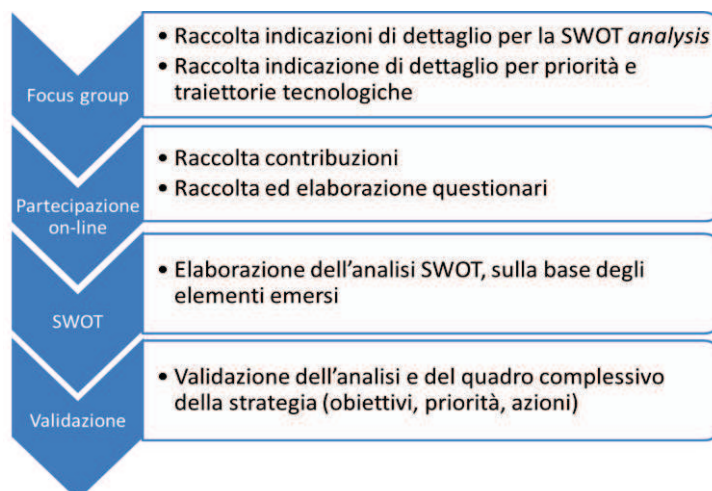 Focus group
• Raccolta indicazioni di dettaglio per la SWOT analysis
• Raccolta indicazione di dettaglio per priorità e
traiettorie tecnologiche
Partecipazione
on-line
• Raccolta contribuzioni
• Raccolta ed elaborazione questionari
SWOT
• Elaborazione dell'analisi SWOT, sulla base degli
elementi emersi
Validazione
• Validazione dell'analisi e del quadro complessivo
della strategia (obiettivi, priorità, azioni)